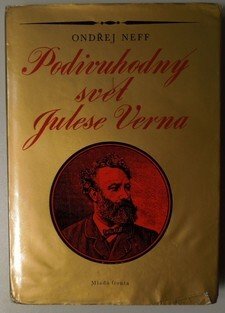 ONDŘEJ NEFF
Podivuhodný
svět
Julese Verna
Mladá fronta